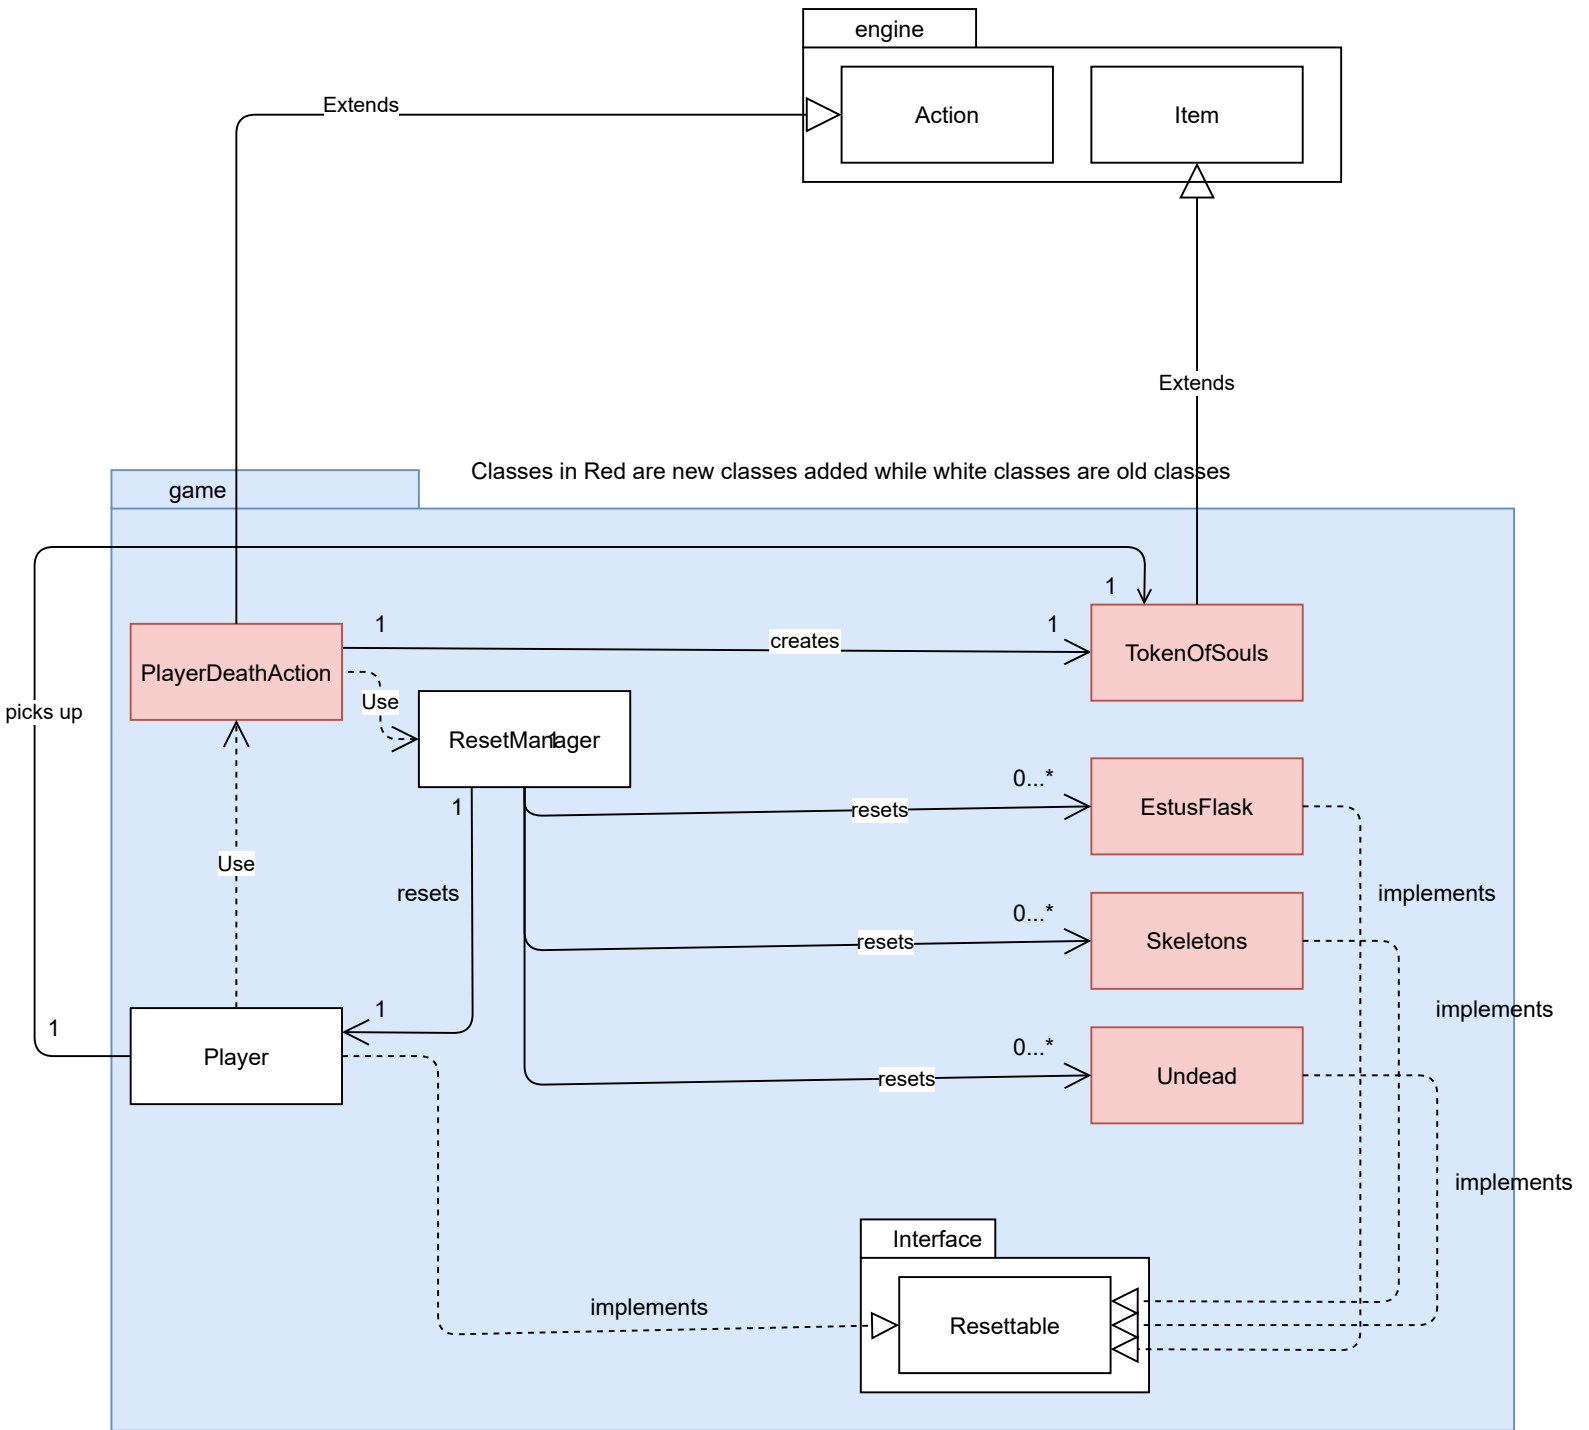 engine
Action
Item
Extends
Extends
Classes in Red are new classes added while white classes are old classes
game
1
1
1
creates
PlayerDeathAction
TokenOfSouls
Use
picks up
ResetManager
1
0...*
1
resets
EstusFlask
Use
resets
implements
0...*
resets
Skeletons
1
implements
1
0...*
Player
resets
Undead
implements
Interface
implements
Resettable